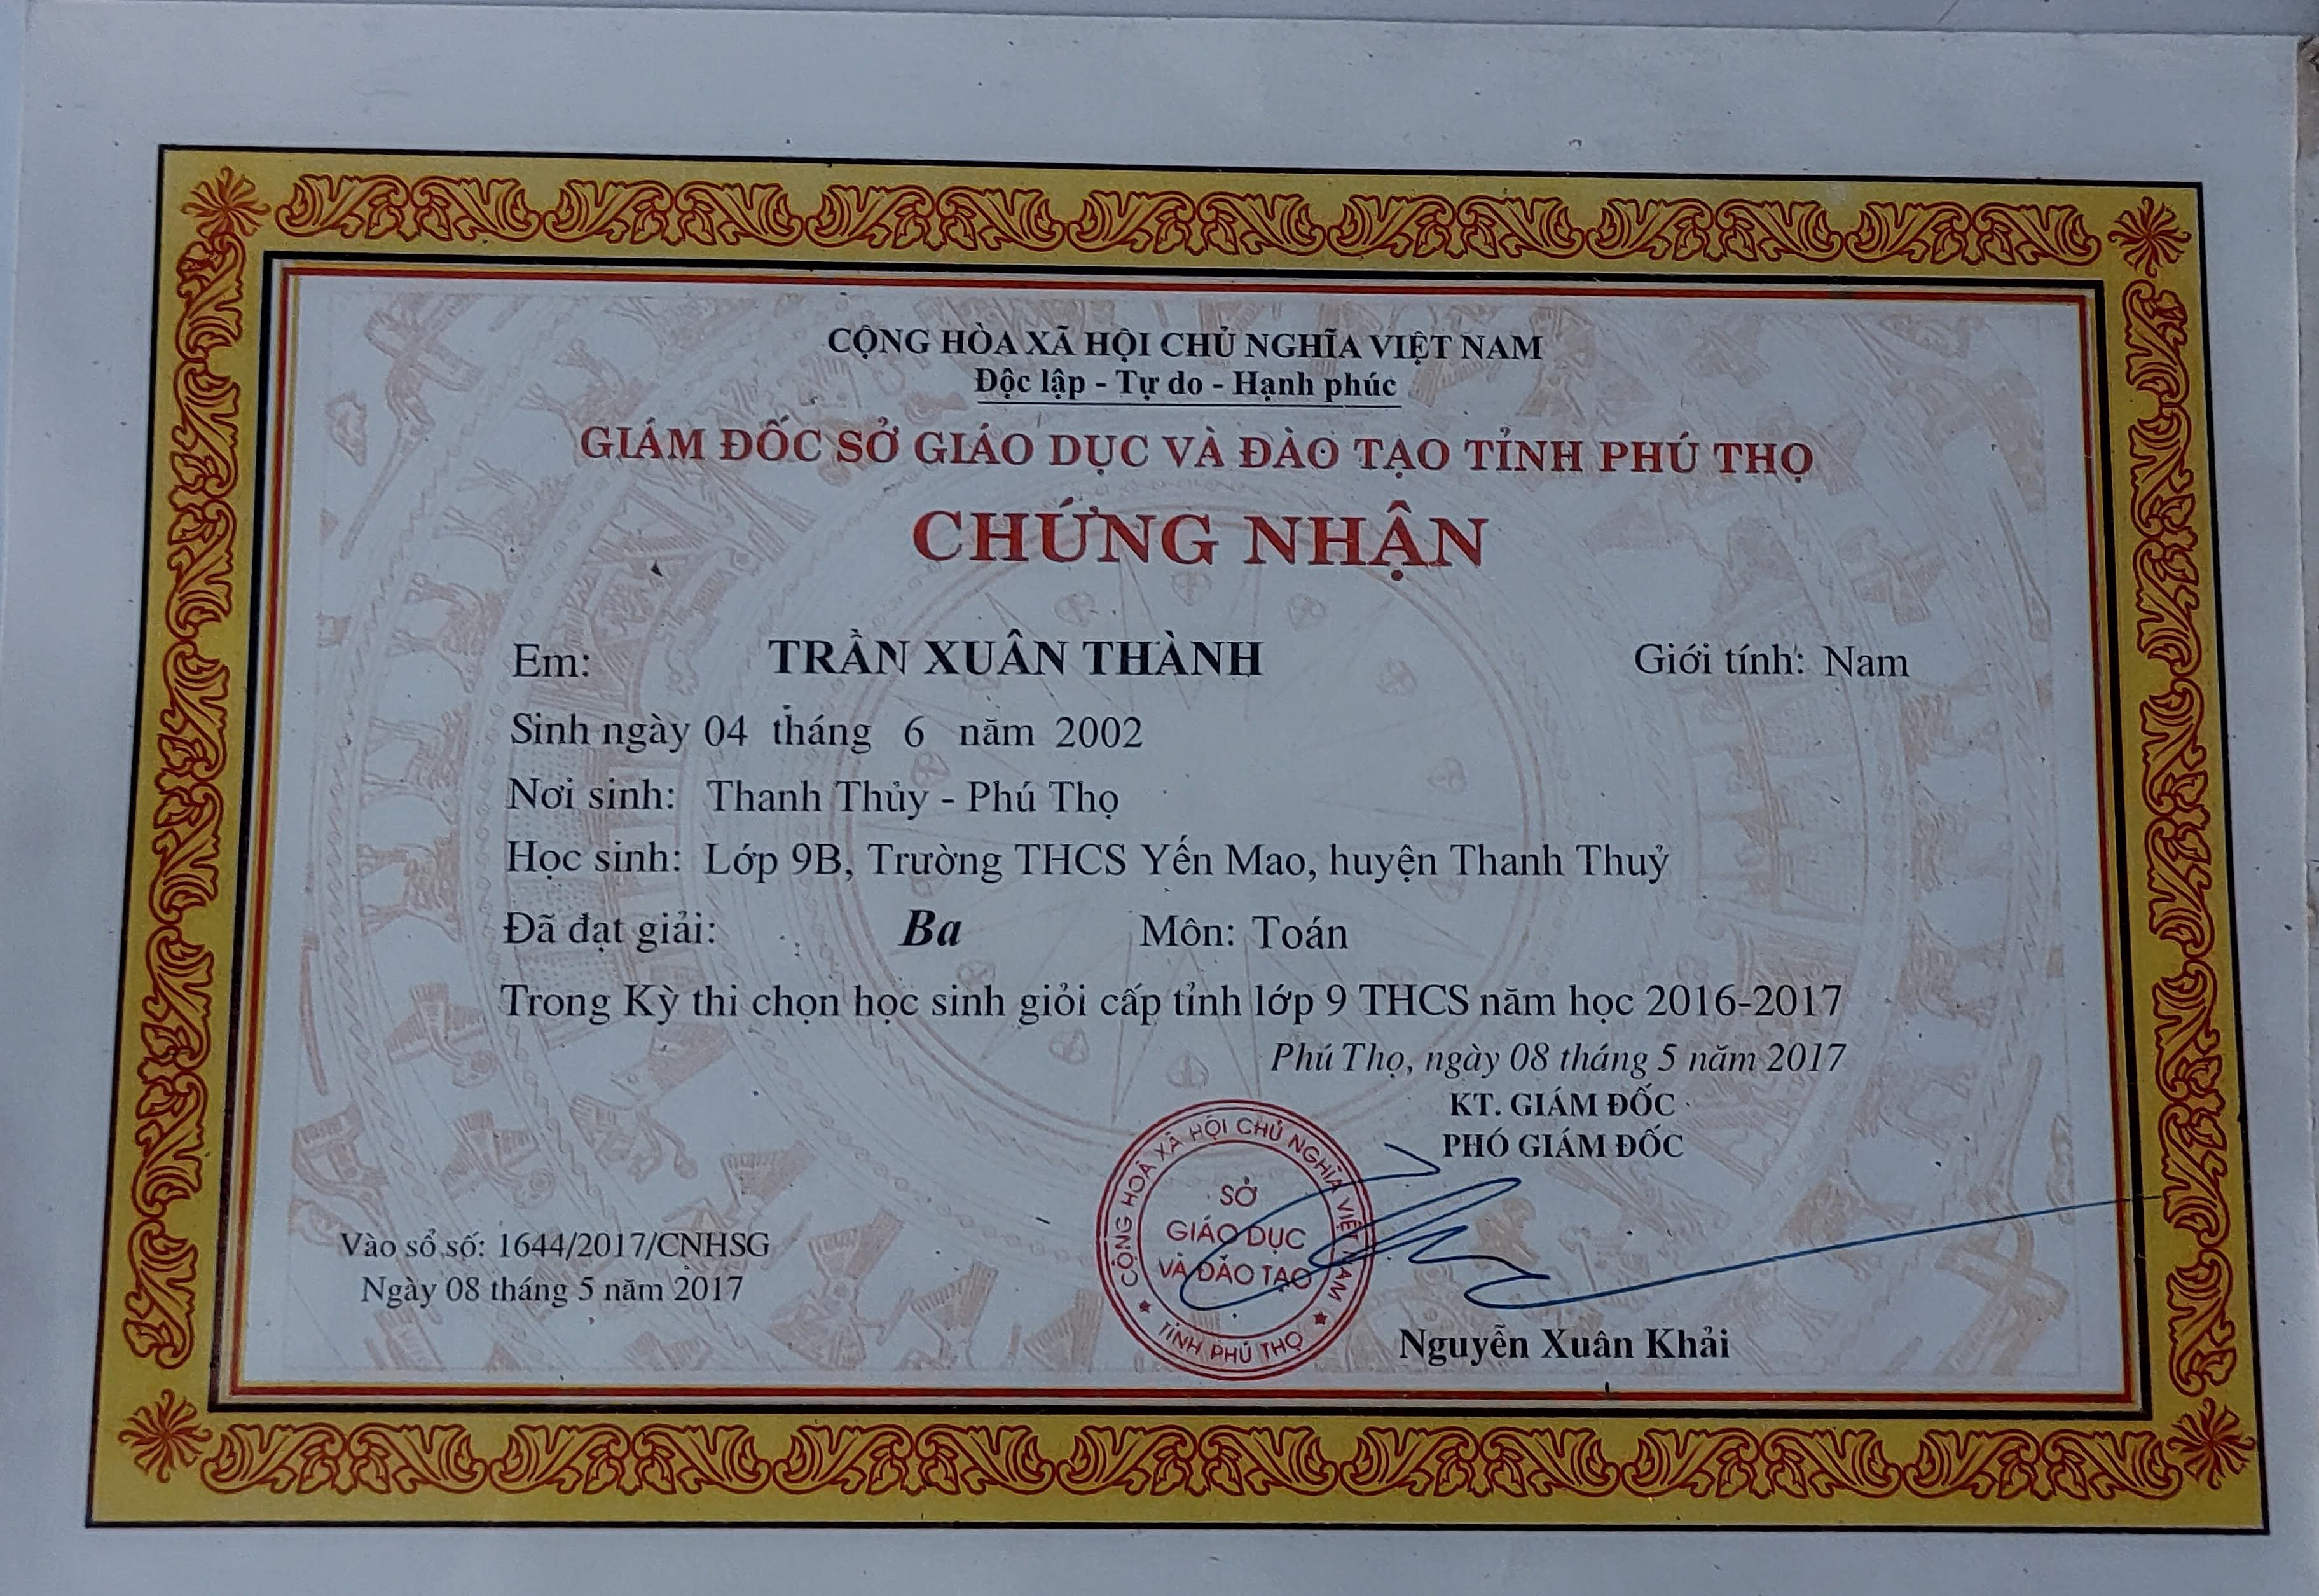 CỘNG HÒA XÃ HỘI CHỦ NGHĨA VIỆT NAM
Độc lập - Tự do - Hạnh phúc
GIÁM ĐỐC SỞ GIÁO DỤC VÀ ĐÀO TẠO TỈNH PHÚ THỌ
CHỨNG NHẬN
Em: TRẦN XUÂN THÀNH Giới tính: Nam
Sinh ngày 04 tháng 6 năm 2002
Nơi sinh: Thanh Thủy - Phú Thọ
Học sinh: Lớp 9B, Trường THCS Yến Mao, huyện Thanh Thuỷ
Đã đạt giải: Ba Môn: Toán
Trong Kỳ thi chọn học sinh giỏi cấp tỉnh lớp 9 THCS năm học 2016-2017
Phú Thọ, ngày 08 tháng 5 năm 2017
KT. GIÁM ĐỐC
PHÓ GIÁM ĐỐC
CỘNG HOÀ XÃ HỘI CHỦ NGHĨA VIỆT NAM
SỞ
GIÁO DỤC
VÀ ĐÀO TẠO
TỈNH PHÚ THỌ
Vào sổ số: 1644/2017/CNHSG
Ngày 08 tháng 5 năm 2017
Nguyễn Xuân Khải